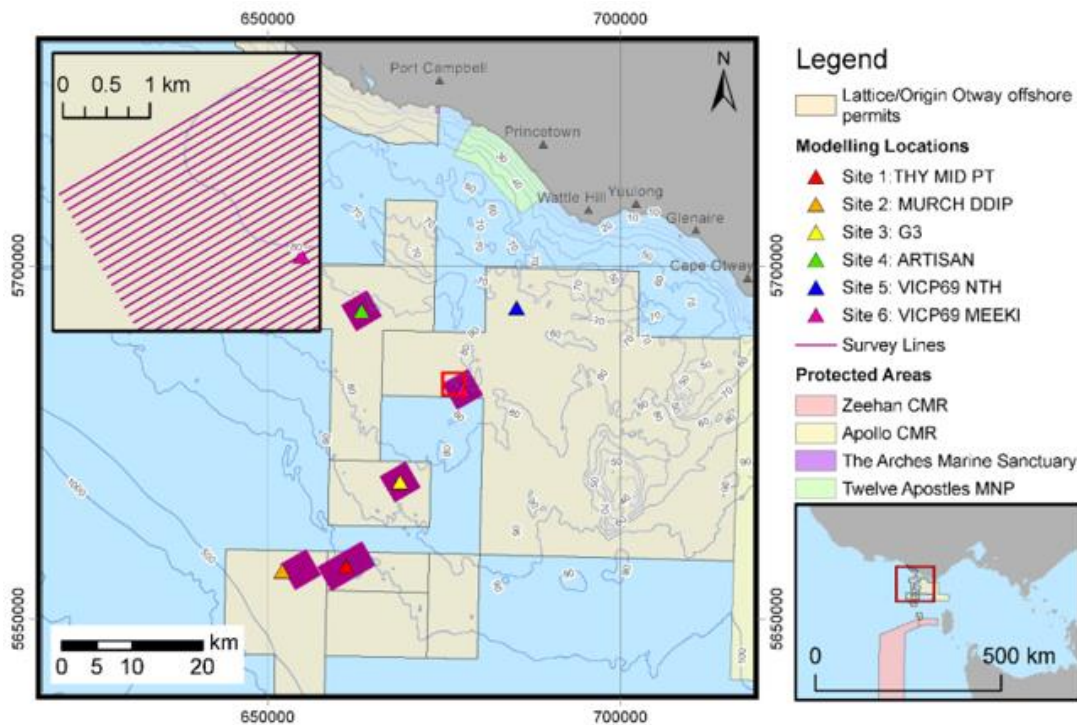 650000
700000
0 0.5 1 km
Port Campbell
Princetown
Wattle Hill
Yuulong
Glenaire
Cape Otway
5700000
5700000
5650000
5650000
km
0 5 10 20
650000
700000
N
Legend
Lattice/Origin Otway offshore
permits
Modelling Locations
Site 1: THY MID PT
Site 2: MURCH DDIP
Site 3: G3
Site 4: ARTISAN
Site 5: VICP69 NTH
Site 6: VICP69 MEEKI
Survey Lines
Protected Areas
Zeehan CMR
Apollo CMR
The Arches Marine Sanctuary
Twelve Apostles MNP
0 500 km